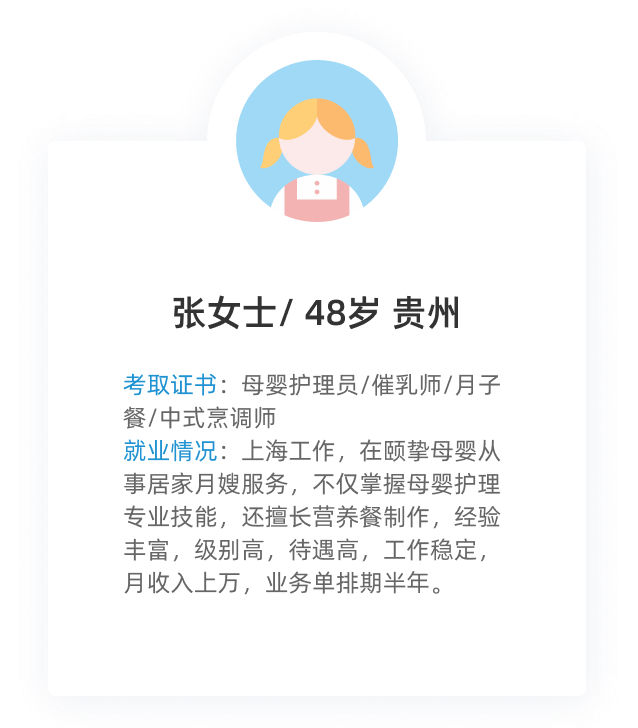 张女士/ 48岁 贵州
考取证书：母婴护理员/催乳师/月子
餐/中式烹调师
就业情况：上海工作，在颐挚母婴从
事居家月嫂服务，不仅掌握母婴护理
专业技能，还擅长营养餐制作，经验
丰富，级别高，待遇高，工作稳定，
月收入上万，业务单排期半年。